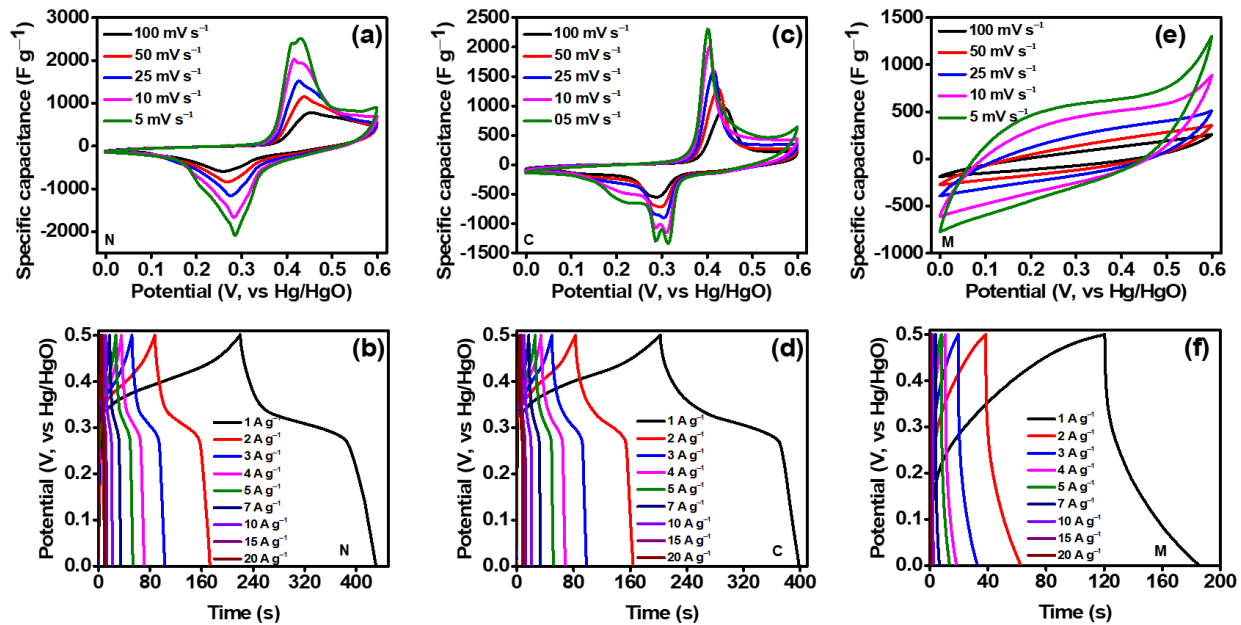 (a)
100 mV s⁻¹
50 mV s⁻¹
25 mV s⁻¹
10 mV s⁻¹
5 mV s⁻¹
3000
2000
1000
0
-1000
-2000
Specific capacitance (F g⁻¹)
N
0.0 0.1 0.2 0.3 0.4 0.5 0.6
Potential (V, vs Hg/HgO)
(c)
100 mV s⁻¹
50 mV s⁻¹
25 mV s⁻¹
10 mV s⁻¹
05 mV s⁻¹
2500
2000
1500
1000
500
0
-500
-1000
-1500
Specific capacitance (F g⁻¹)
C
0.0 0.1 0.2 0.3 0.4 0.5 0.6
Potential (V, vs Hg/HgO)
(e)
100 mV s⁻¹
50 mV s⁻¹
25 mV s⁻¹
10 mV s⁻¹
5 mV s⁻¹
1500
1000
500
0
-500
-1000
Specific capacitance (F g⁻¹)
M
0.0 0.1 0.2 0.3 0.4 0.5 0.6
Potential (V, vs Hg/HgO)
(b)
0.5
0.4
0.3
0.2
0.1
0.0
Potential (V, vs Hg/HgO)
1 A g⁻¹
2 A g⁻¹
3 A g⁻¹
4 A g⁻¹
5 A g⁻¹
7 A g⁻¹
10 A g⁻¹
15 A g⁻¹
20 A g⁻¹
N
0 80 160 240 320 400
Time (s)
(d)
0.5
0.4
0.3
0.2
0.1
0.0
Potential (V, vs Hg/HgO)
1 A g⁻¹
2 A g⁻¹
3 A g⁻¹
4 A g⁻¹
5 A g⁻¹
7 A g⁻¹
10 A g⁻¹
15 A g⁻¹
20 A g⁻¹
C
0 80 160 240 320 400
Time (s)
(f)
0.5
0.4
0.3
0.2
0.1
0.0
Potential (V, vs Hg/HgO)
1 A g⁻¹
2 A g⁻¹
3 A g⁻¹
4 A g⁻¹
5 A g⁻¹
7 A g⁻¹
10 A g⁻¹
15 A g⁻¹
20 A g⁻¹
M
0 40 80 120 160 200
Time (s)